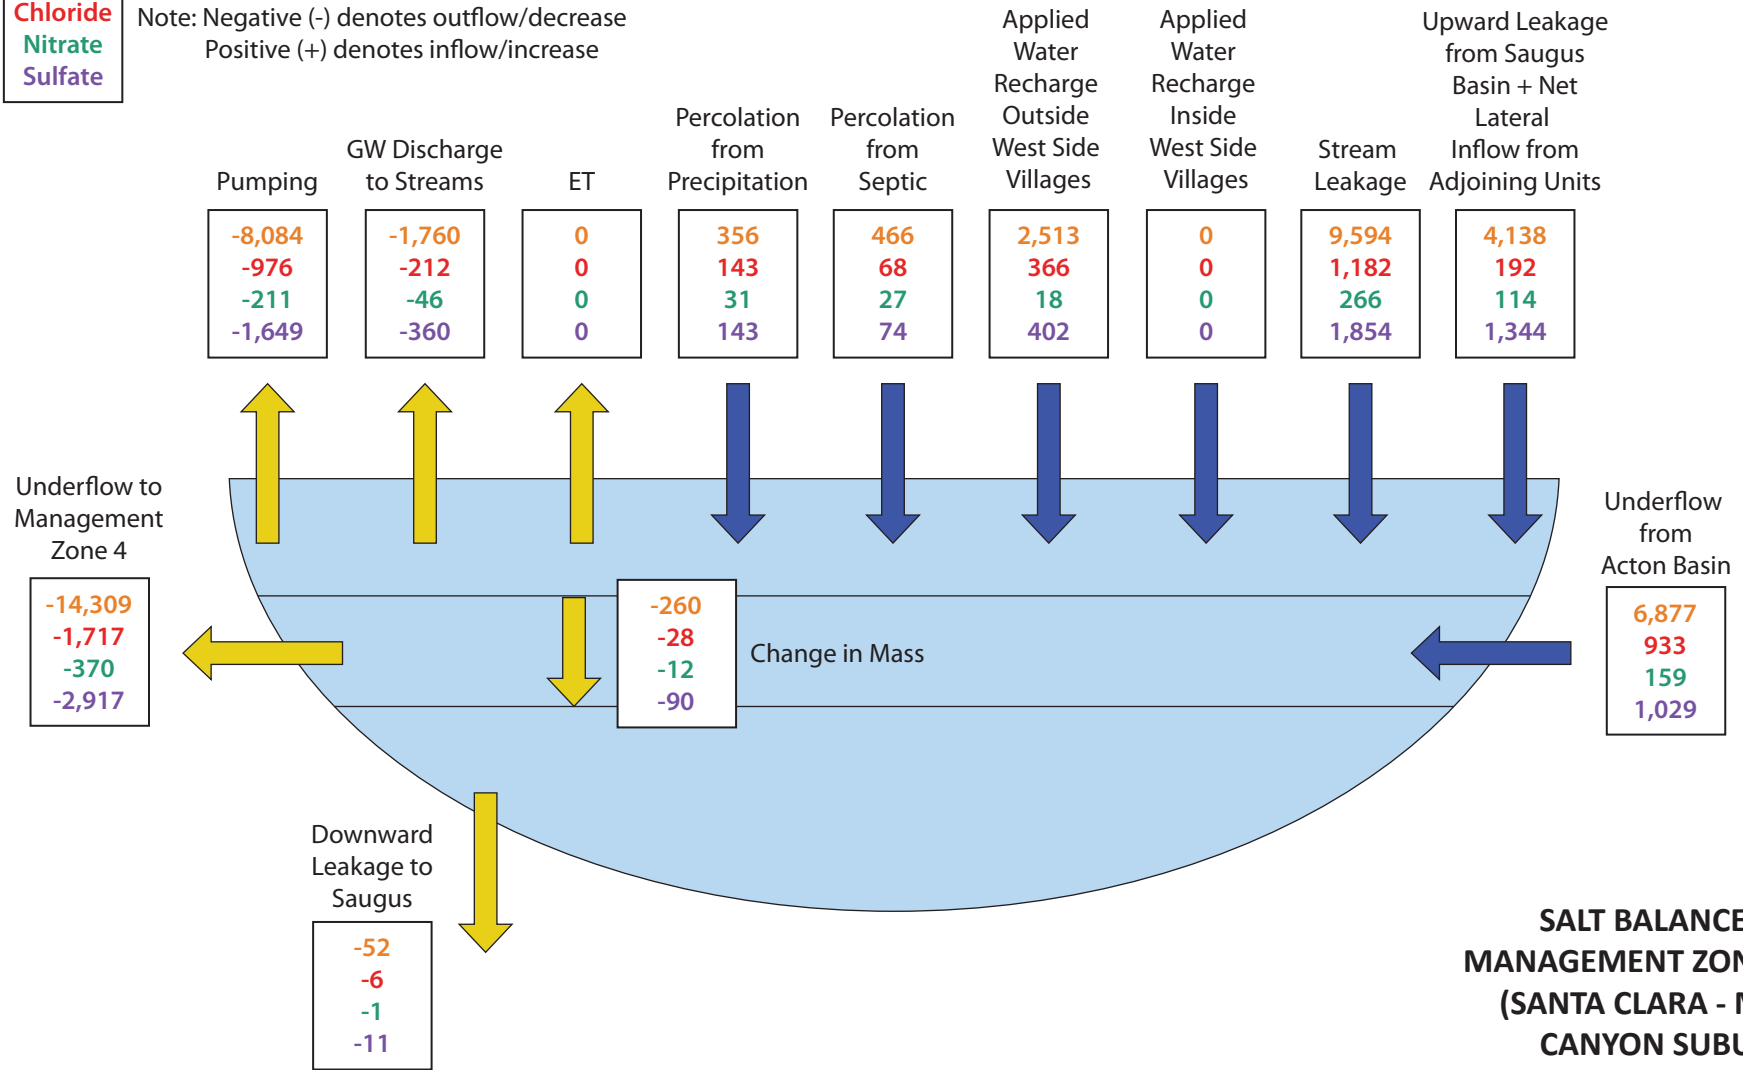 Chloride
Nitrate
Sulfate
Note: Negative (-) denotes outflow/decrease
Positive (+) denotes inflow/increase
Pumping
-8,084
-976
-211
-1,649
GW Discharge
to Streams
-1,760
-212
-46
-360
ET
0
0
0
0
Percolation
from
Precipitation
356
143
31
143
Percolation
from
Septic
466
68
27
74
Applied
Water
Recharge
Outside
West Side
Villages
2,513
366
18
402
Applied
Water
Recharge
Inside
West Side
Villages
0
0
0
0
Stream
Leakage
9,594
1,182
266
1,854
Upward Leakage
from Saugus
Basin + Net
Lateral
Inflow from
Adjoining Units
4,138
192
114
1,344
Underflow to
Management
Zone 4
-14,309
-1,717
-370
-2,917
-260
-28
-12
-90
Change in Mass
Underflow
from
Acton Basin
6,877
933
159
1,029
Downward
Leakage to
Saugus
-52
-6
-1
-11
SALT BALANCE
MANAGEMENT ZON
(SANTA CLARA - M
CANYON SUBU